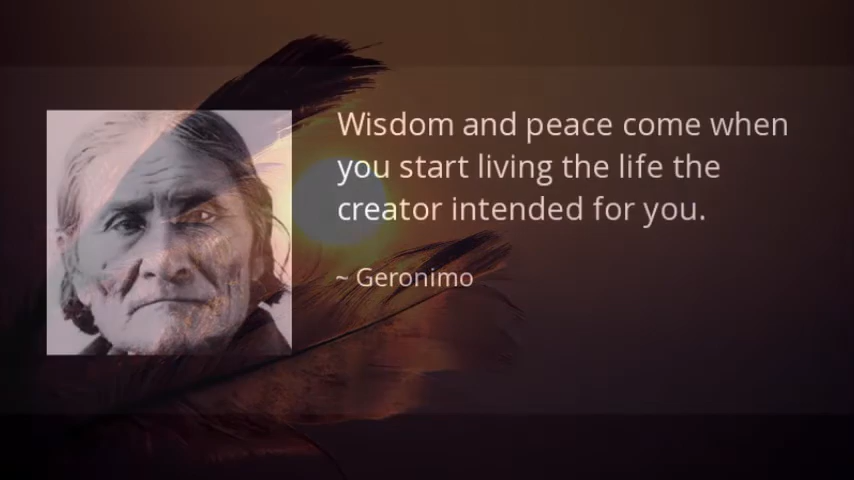 Wisdom and peace come when
you start living the life the
creator intended for you.
~ Geronimo